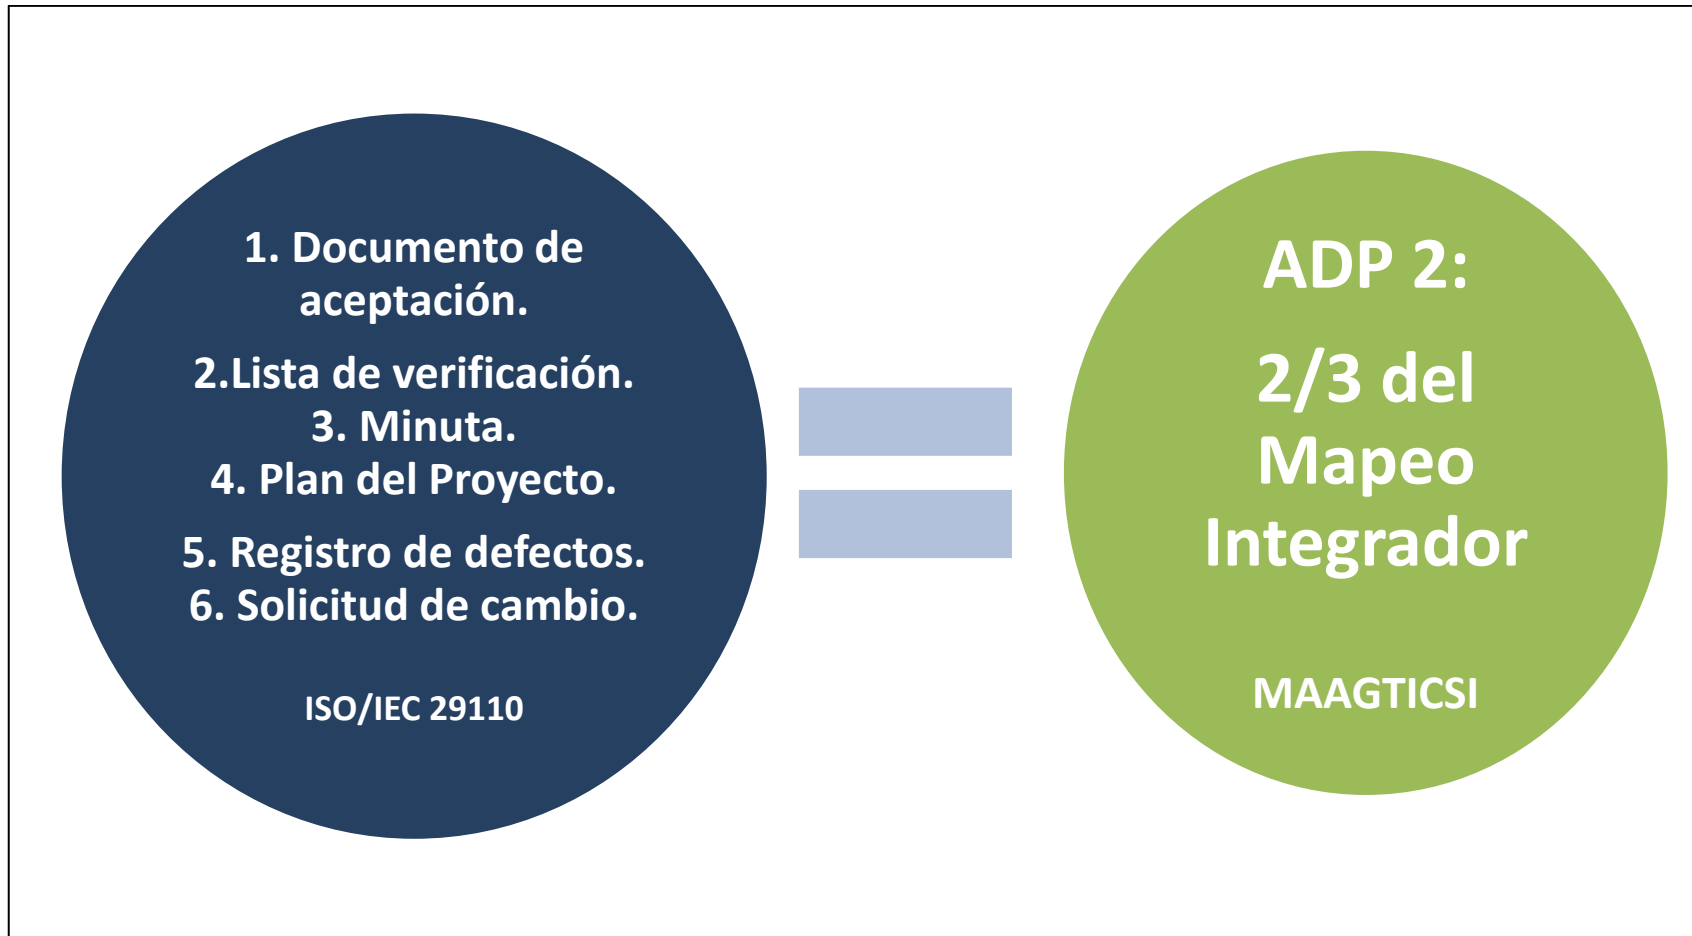 1. Documento de
aceptación.
2.Lista de verificación.
3. Minuta.
4. Plan del Proyecto.
5. Registro de defectos.
6. Solicitud de cambio.
ISO/IEC 29110
ADP 2:
2/3 del
Mapeo
Integrador
MAAGTICSI